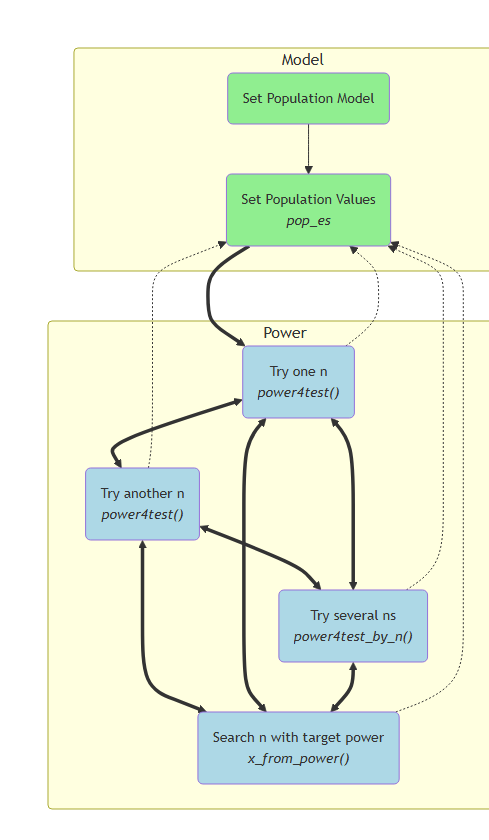 Model
Set Population Model
Set Population Values
pop_es
Power
Try one n
power4test()
Try another n
power4test()
Try several ns
power4test_by_n()
Search n with target power
x_from_power()